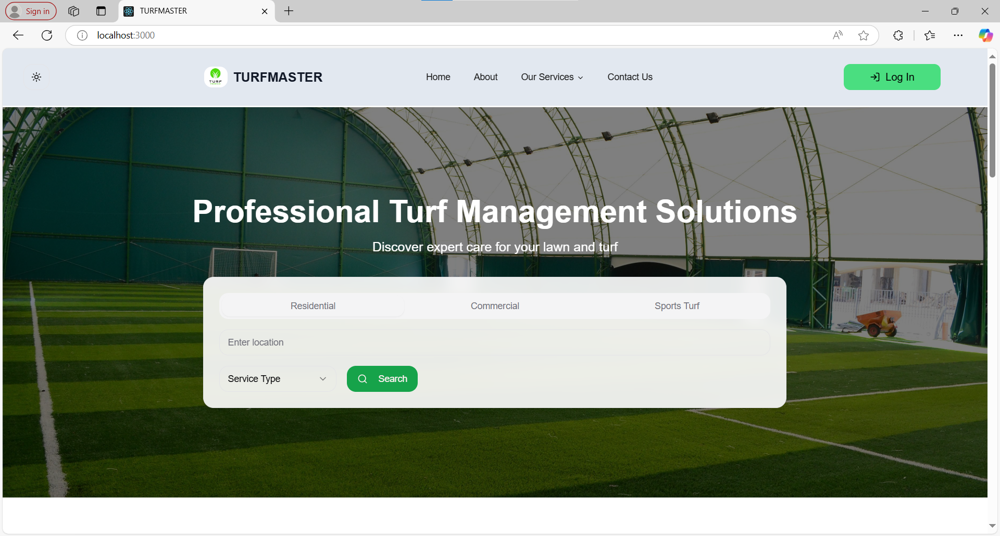 Sign in
TURFMASTER
localhost:3000
TURF
TURFMASTER
Home
About
Our Services
Contact Us
Log In
Professional Turf Management Solutions
Discover expert care for your lawn and turf
Residential
Commercial
Sports Turf
Enter location
Service Type
Search